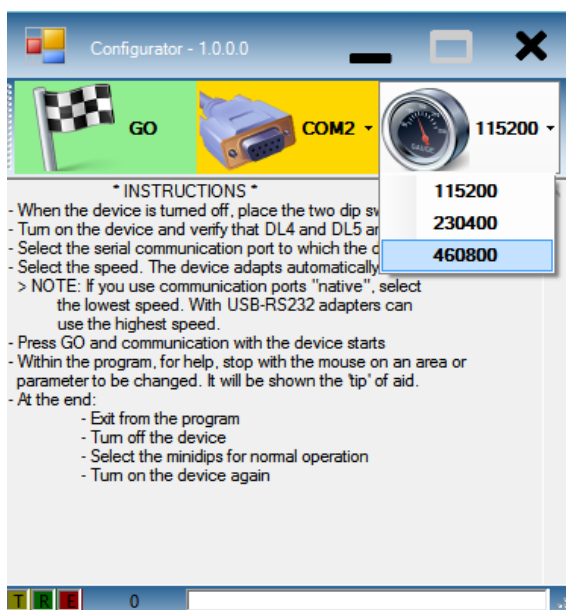 Configurator - 1.0.0.0
GO
COM2
GAUGE
115200
115200
230400
460800
* INSTRUCTIONS *
- When the device is turned off, place the two dip
- Turn on the device and verify that DL4 and DL5
- Select the serial communication port to which the
- Select the speed. The device adapts automatically
> NOTE: If you use communication ports "native", select
the lowest speed. With USB-RS232 adapters can
use the highest speed.
- Press GO and communication with the device starts
- Within the program, for help, stop with the mouse on an area or
parameter to be changed. It will be shown the 'tip' of aid.
- At the end:
- Exit from the program
- Turn off the device
- Select the minidips for normal operation
- Turn on the device again
T R E 0